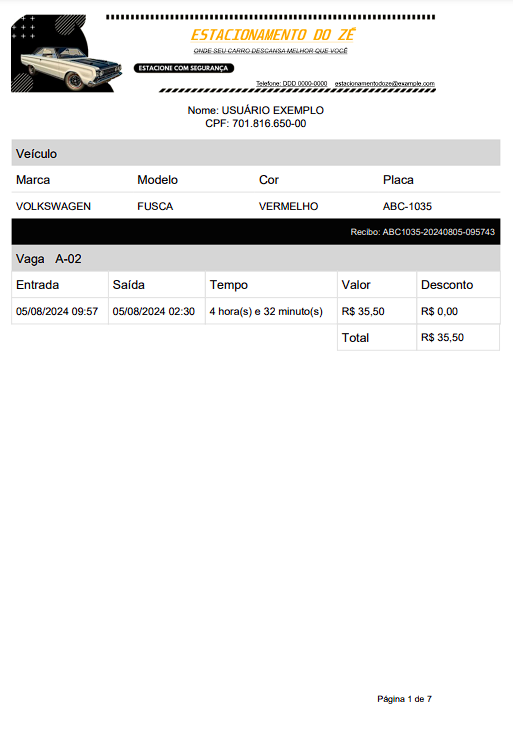 ESTACIONAMENTO DO ZÉ
ONDE SEU CARRO DESCANSA MELHOR QUE VOCÊ
ESTACIONE COM SEGURANÇA
Telefone: DDD 0000-0000 estacionamentodoze@example.com
Nome: USUÁRIO EXEMPLO
CPF: 701.816.650-00
Veículo
Marca Modelo Cor Placa
VOLKSWAGEN FUSCA VERMELHO ABC-1035
Recibo: ABC1035-20240805-095743
Vaga A-02
Entrada Saída Tempo Valor Desconto
05/08/2024 09:57 05/08/2024 02:30 4 hora(s) e 32 minuto(s) R$ 35,50 R$ 0,00
Total R$ 35,50
Página 1 de 7